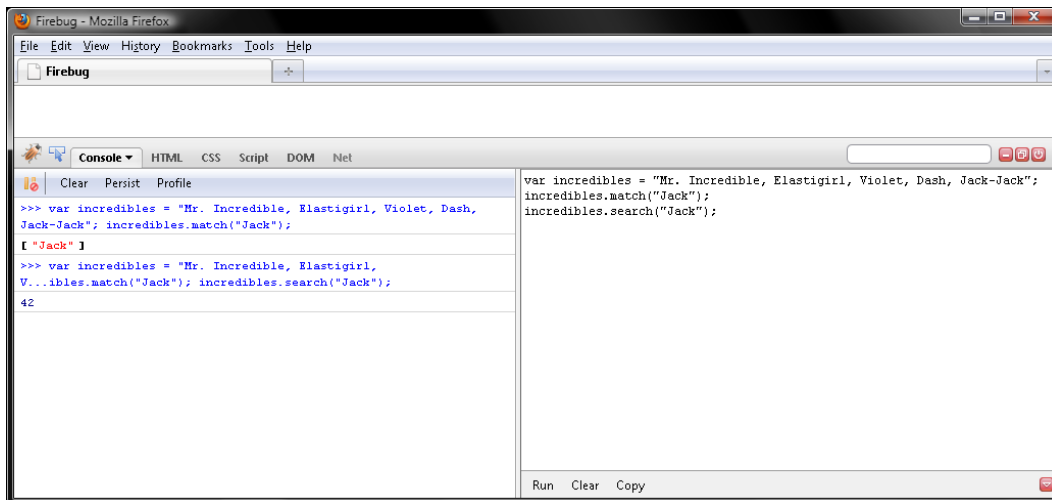 Firebug - Mozilla Firefox
File Edit View History Bookmarks Tools Help
Firebug
Console HTML CSS Script DOM Net
Clear Persist Profile
>>> var incredibles = "Mr. Incredible, Elastigirl, Violet, Dash,
Jack-Jack"; incredibles.match("Jack");
[ "Jack" ]
>>> var incredibles = "Mr. Incredible, Elastigirl,
V...ibles.match("Jack"); incredibles.search("Jack");
42
var incredibles = "Mr. Incredible, Elastigirl, Violet, Dash, Jack-Jack";
incredibles.match("Jack");
incredibles.search("Jack");
Run Clear Copy